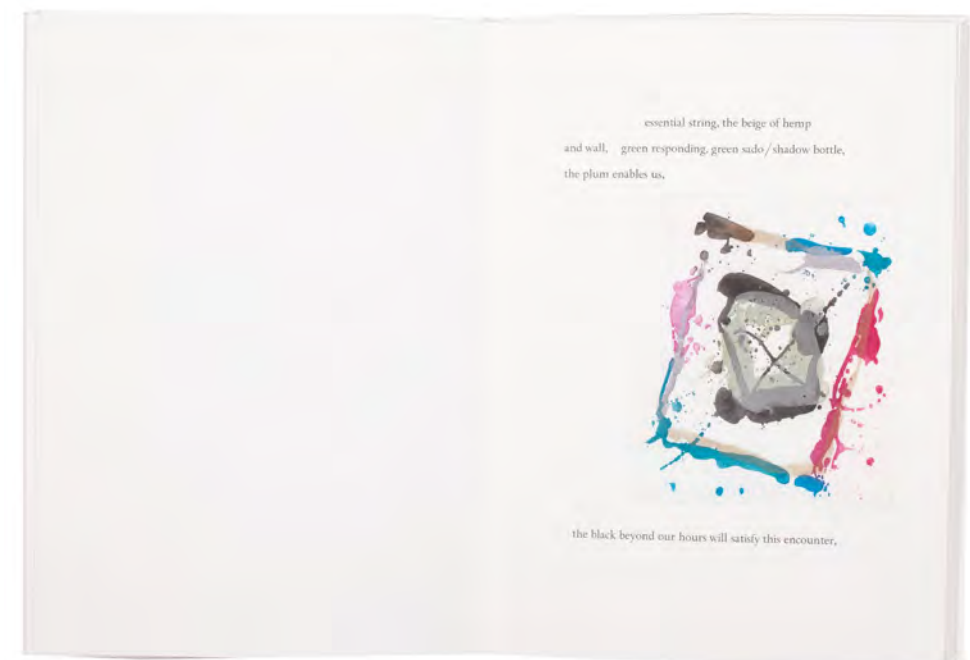 essential string, the beige of hemp
and wall, green responding, green sado/shadow bottle,
the plum enables us,
the black beyond our hours will satisfy this encounter,